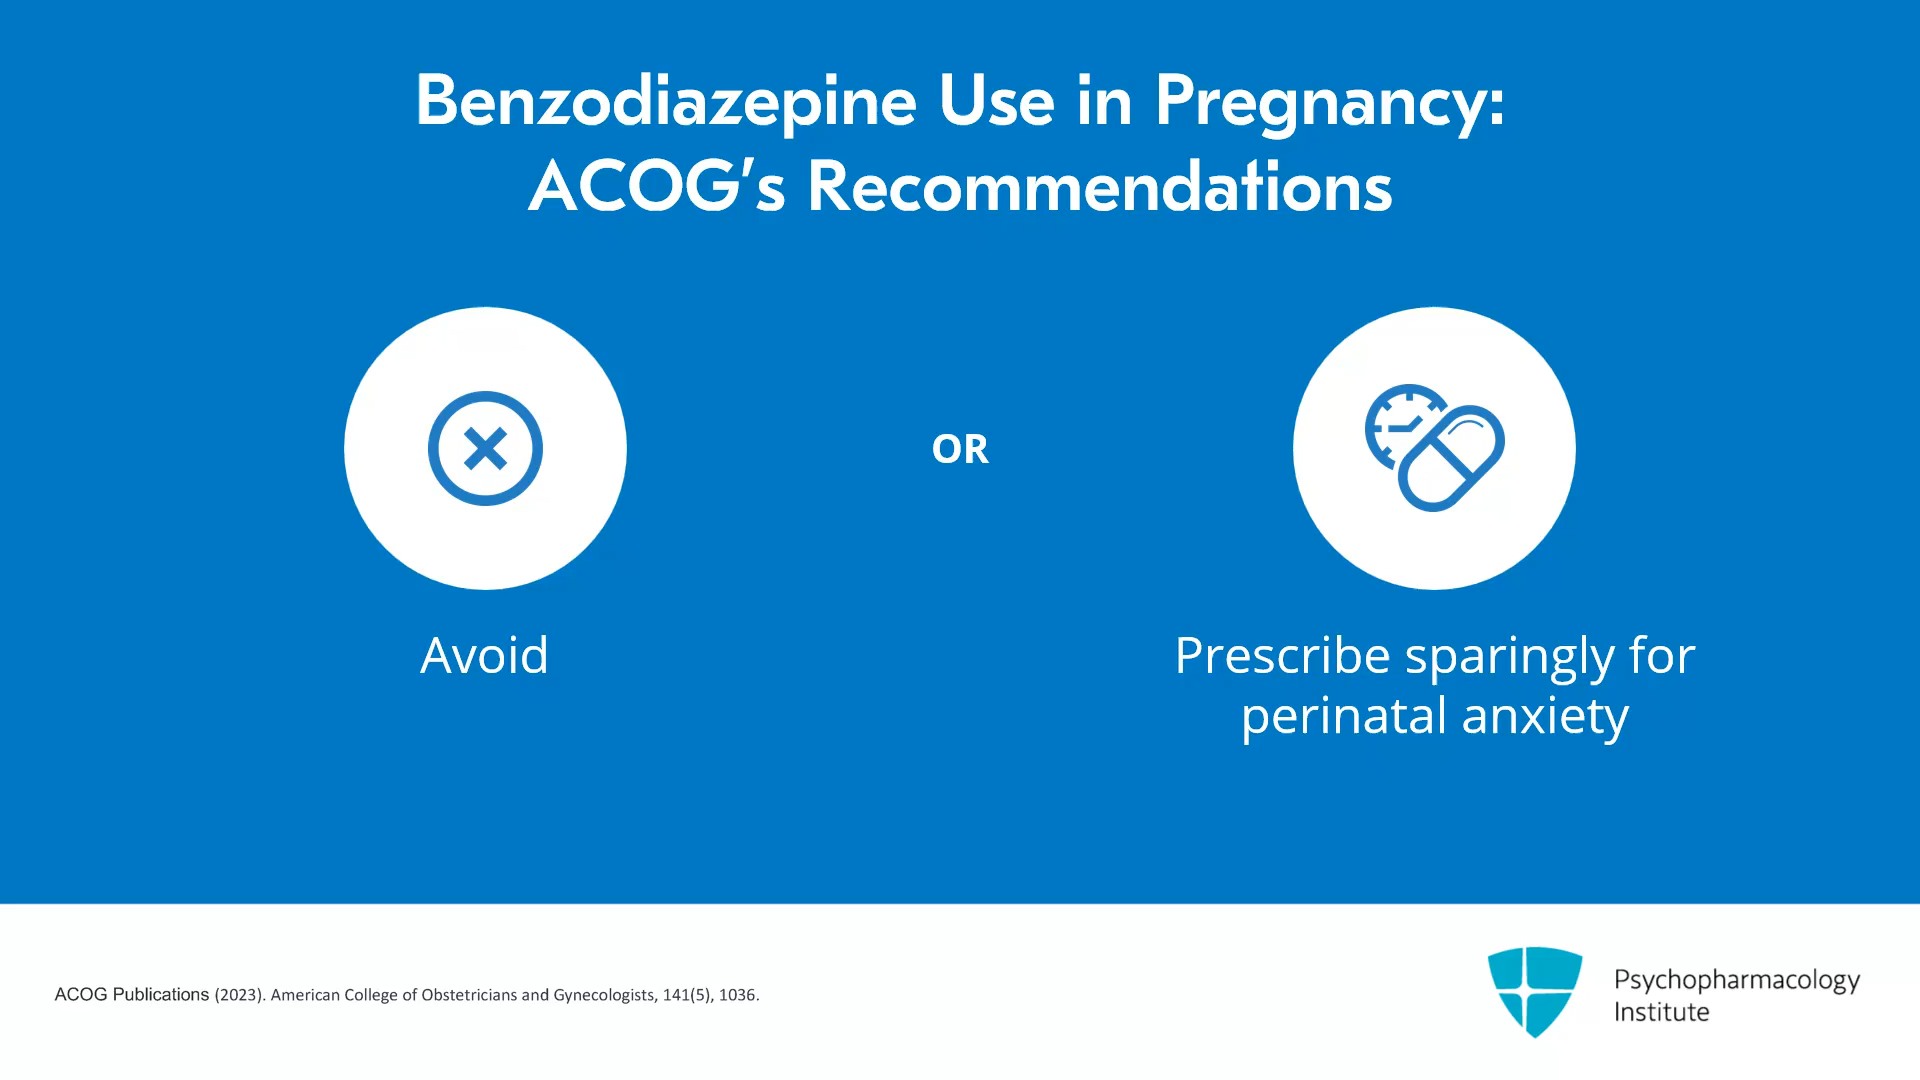 Benzodiazepine Use in Pregnancy:
ACOG's Recommendations
OR
Avoid
Prescribe sparingly for
perinatal anxiety
ACOG Publications (2023). American College of Obstetricians and Gynecologists, 141(5), 1036.
Psychopharmacology
Institute